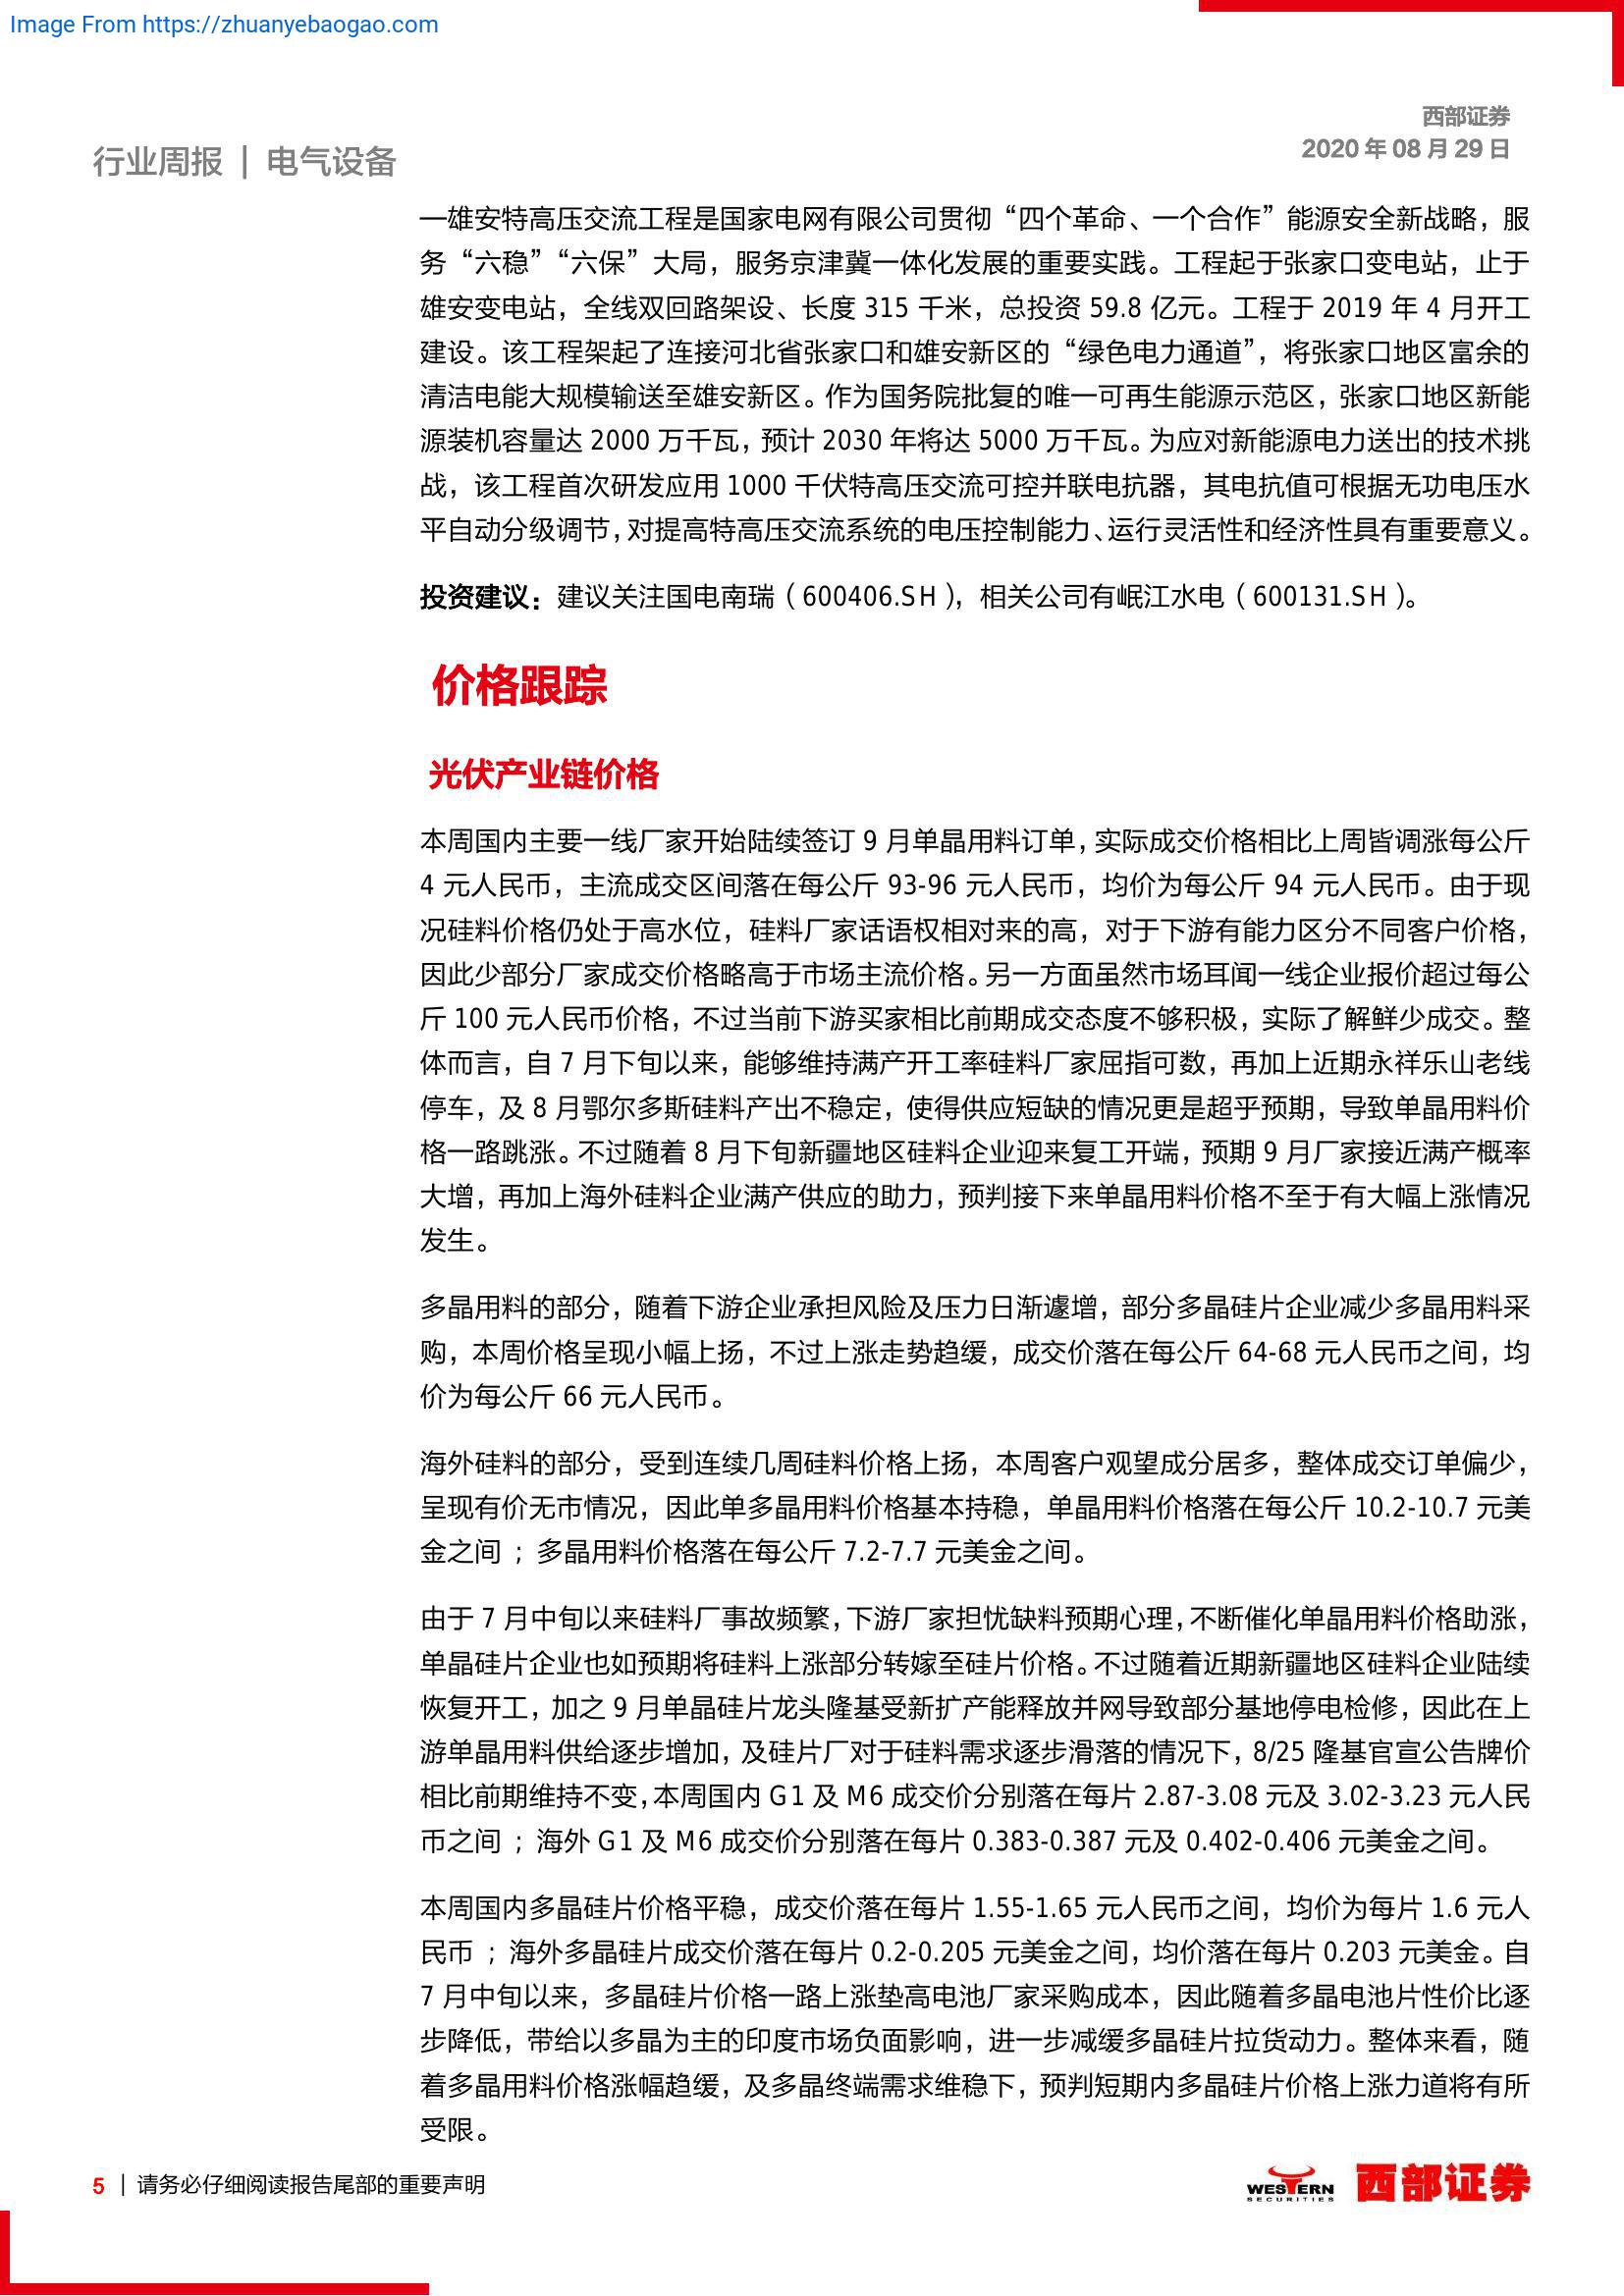 Image From https://zhuanyebaogao.com
西部证券
2020 年 08 月 29 日
行业周报 | 电气设备
一雄安特高压交流工程是国家电网有限公司贯彻“四个革命、一个合作”能源安全新战略，服
务“六稳”“六保”大局，服务京津冀一体化发展的重要实践。工程起于张家口变电站，止于
雄安变电站，全线双回路架设、长度 315 千米，总投资 59.8 亿元。工程于 2019 年 4 月开工
建设。该工程架起了连接河北省张家口和雄安新区的“绿色电力通道”，将张家口地区富余的
清洁电能大规模输送至雄安新区。作为国务院批复的唯一可再生能源示范区，张家口地区新能
源装机容量达 2000 万千瓦，预计 2030 年将达 5000 万千瓦。为应对新能源电力送出的技术挑
战，该工程首次研发应用 1000 千伏特高压交流可控并联电抗器，其电抗值可根据无功电压水
平自动分级调节，对提高特高压交流系统的电压控制能力、运行灵活性和经济性具有重要意义。
投资建议：建议关注国电南瑞（600406.SH），相关公司有岷江水电（600131.SH）。
价格跟踪
光伏产业链价格
本周国内主要一线厂家开始陆续签订 9 月单晶用料订单，实际成交价格相比上周皆调涨每公斤
4 元人民币，主流成交区间落在每公斤 93-96 元人民币，均价为每公斤 94 元人民币。由于现
况硅料价格仍处于高水位，硅料厂家话语权相对来的高，对于下游有能力区分不同客户价格，
因此少部分厂家成交价格略高于市场主流价格。另一方面虽然市场耳闻一线企业报价超过每公
斤 100 元人民币价格，不过当前下游买家相比前期成交态度不够积极，实际了解鲜少成交。整
体而言，自 7 月下旬以来，能够维持满产开工率硅料厂家屈指可数，再加上近期永祥乐山老线
停车，及 8 月鄂尔多斯硅料产出不稳定，使得供应短缺的情况更是超乎预期，导致单晶用料价
格一路跳涨。不过随着 8 月下旬新疆地区硅料企业迎来复工开端，预期 9 月厂家接近满产概率
大增，再加上海外硅料企业满产供应的助力，预判接下来单晶用料价格不至于有大幅上涨情况
发生。
多晶用料的部分，随着下游企业承担风险及压力日渐遽增，部分多晶硅片企业减少多晶用料采
购，本周价格呈现小幅上扬，不过上涨走势趋缓，成交价落在每公斤 64-68 元人民币之间，均
价为每公斤 66 元人民币。
海外硅料的部分，受到连续几周硅料价格上扬，本周客户观望成分居多，整体成交订单偏少，
呈现有价无市情况，因此单多晶用料价格基本持稳，单晶用料价格落在每公斤 10.2-10.7 元美
金之间；多晶用料价格落在每公斤 7.2-7.7 元美金之间。
由于 7 月中旬以来硅料厂事故频繁，下游厂家担忧缺料预期心理，不断催化单晶用料价格助涨，
单晶硅片企业也如预期将硅料上涨部分转嫁至硅片价格。不过随着近期新疆地区硅料企业陆续
恢复开工，加之 9 月单晶硅片龙头隆基受新扩产能释放并网导致部分基地停电检修，因此在上
游单晶用料供给逐步增加，及硅片厂对于硅料需求逐步滑落的情况下，8/25 隆基官宣公告牌价
相比前期维持不变，本周国内 G1 及 M6 成交价分别落在每片 2.87-3.08 元及 3.02-3.23 元人民
币之间；海外 G1 及 M6 成交价分别落在每片 0.383-0.387 元及 0.402-0.406 元美金之间。
本周国内多晶硅片价格平稳，成交价落在每片 1.55-1.65 元人民币之间，均价为每片 1.6 元人
民币；海外多晶硅片成交价落在每片 0.2-0.205 元美金之间，均价落在每片 0.203 元美金。自
7 月中旬以来，多晶硅片价格一路上涨垫高电池厂家采购成本，因此随着多晶电池片性价比逐
步降低，带给以多晶为主的印度市场负面影响，进一步减缓多晶硅片拉货动力。整体来看，随
着多晶用料价格涨幅趋缓，及多晶终端需求维稳下，预判短期内多晶硅片价格上涨力道将有所
受限。
5 | 请务必仔细阅读报告尾部的重要声明
WESTERN
SECURITIES
西部证券